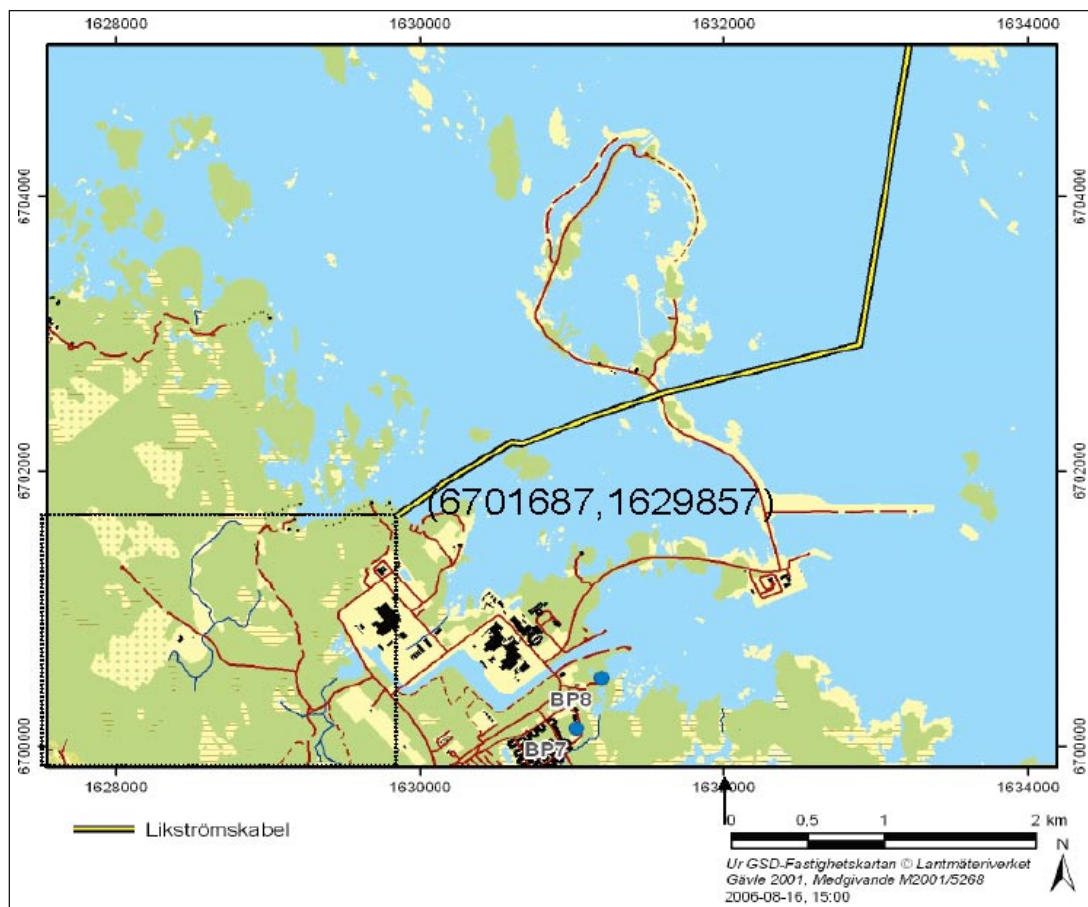 1628000 1630000 1632000 1634000
6704000 6704000
6702000 6702000
(6701687,1629857)
BP8
BP7
6700000 6700000
1628000 1630000 1634000
Likströmskabel
0 0,5 1 2 km
N
Ur GSD-Fastighetskartan © Lantmäteriverket
Gävle 2001, Medgivande M2001/5268
2006-08-16, 15:00